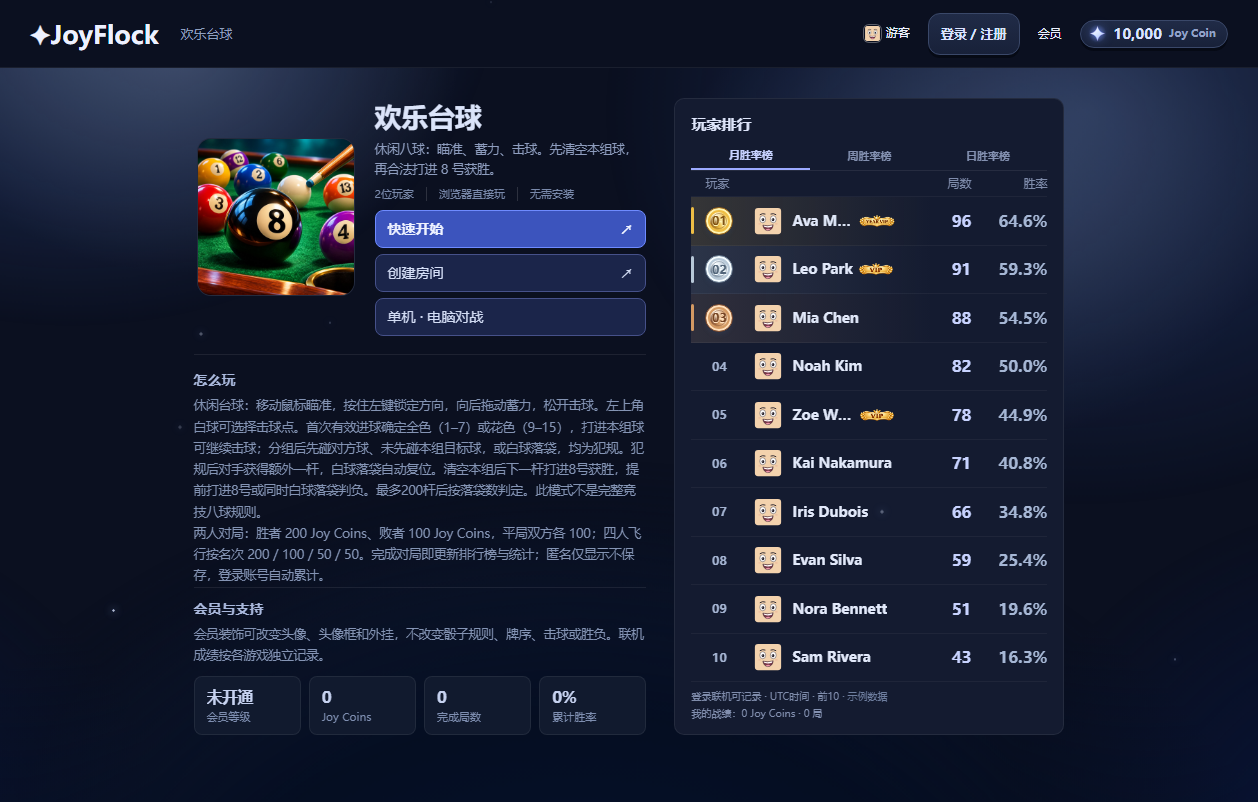 ✦JoyFlock 欢乐台球 游客 登录 / 注册 会员 10,000 Joy Coin
欢乐台球
休闲八球：瞄准、蓄力、击球。先清空本组球，
再合法打进 8 号获胜。
2位玩家 浏览器直接玩 无需安装
快速开始
创建房间
单机 · 电脑对战
怎么玩
休闲台球：移动鼠标瞄准，按住左键锁定方向，向后拖动蓄力，松开击球。左上角
白球可选择击球点。首次有效进球确定全色（1–7）或花色（9–15），打进本组球
可继续击球；分组后先碰对方球、未先碰本组目标球，或白球落袋，均为犯规。犯
规后对手获得额外一杆，白球落袋自动复位。清空本组后下一杆打进8号获胜，提
前打进8号或同时白球落袋判负。最多200杆后按落袋数判定。此模式不是完整竞
技八球规则。
两人对局：胜者 200 Joy Coins、败者 100 Joy Coins，平局双方各 100；四人飞
行按名次 200 / 100 / 50 / 50。完成对局即更新排行榜与统计；匿名仅显示不保
存，登录账号自动累计。
会员与支持
会员装饰可改变头像、头像框和外挂，不改变骰子规则、牌序、击球或胜负。联机
成绩按各游戏独立记录。
未开通
会员等级
0
Joy Coins
0
完成局数
0%
累计胜率
玩家排行
月胜率榜 周胜率榜 日胜率榜
玩家 局数 胜率
01 Ava M... YEAR VIP 96 64.6%
02 Leo Park VIP 91 59.3%
03 Mia Chen 88 54.5%
04 Noah Kim 82 50.0%
05 Zoe W... VIP 78 44.9%
06 Kai Nakamura 71 40.8%
07 Iris Dubois 66 34.8%
08 Evan Silva 59 25.4%
09 Nora Bennett 51 19.6%
10 Sam Rivera 43 16.3%
登录联机可记录 · UTC时间 · 前10 · 示例数据
我的战绩：0 Joy Coins · 0 局